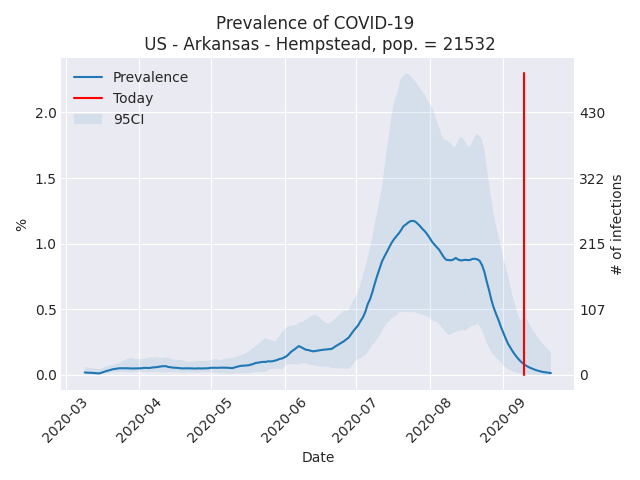 Prevalence of COVID-19
US - Arkansas - Hempstead, pop. = 21532
Prevalence
Today
95CI
2.0
1.5
1.0
0.5
0.0
%
430
322
215
107
0
# of infections
2020-03
2020-04
2020-05
2020-06
2020-07
2020-08
2020-09
Date